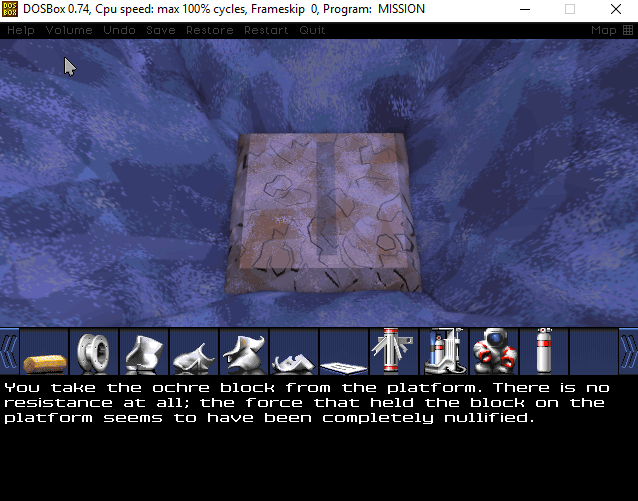 DOS BOX DOSBox 0.74, Cpu speed: max 100% cycles, Frameskip 0, Program: MISSION
Help Volume Undo Save Restore Restart Quit Map
You take the ochre block from the platform. There is no
resistance at all; the force that held the block on the
platform seems to have been completely nullified.